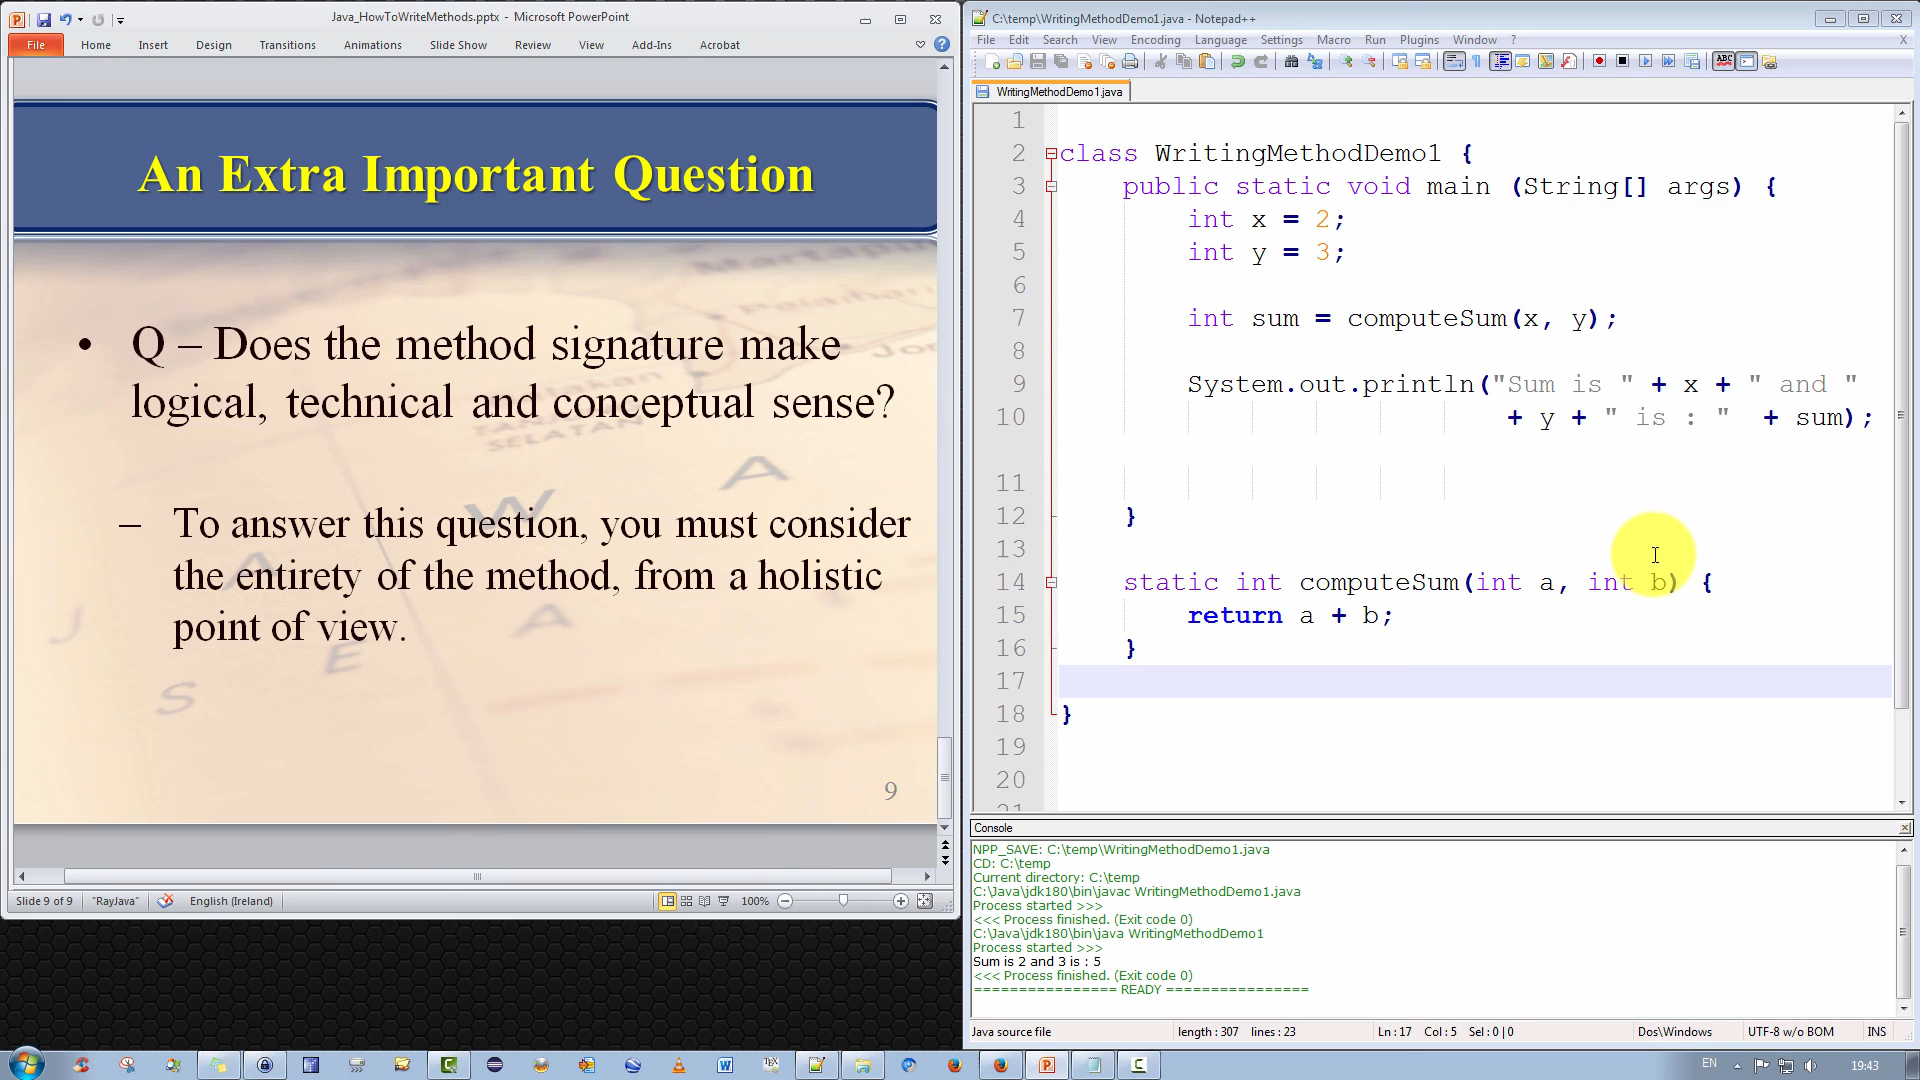 Java_HowToWriteMethods.pptx - Microsoft PowerPoint
File Home Insert Design Transitions Animations Slide Show Review View Add-Ins Acrobat
An Extra Important Question
• Q – Does the method signature make
logical, technical and conceptual sense?
– To answer this question, you must consider
the entirety of the method, from a holistic
point of view.
9
Slide 9 of 9 "RayJava" English (Ireland) 100%
C:\temp\WritingMethodDemo1.java - Notepad++
File Edit Search View Encoding Language Settings Macro Run Plugins Window ? X
WritingMethodDemo1.java
1
2 class WritingMethodDemo1 {
3 public static void main (String[] args) {
4 int x = 2;
5 int y = 3;
6
7 int sum = computeSum(x, y);
8
9 System.out.println("Sum is " + x + " and "
10 + y + " is : " + sum);
11
12 }
13
14 static int computeSum(int a, int b) {
15 return a + b;
16 }
17
18 }
19
20
21
Console
NPP_SAVE: C:\temp\WritingMethodDemo1.java
CD: C:\temp
Current directory: C:\temp
C:\Java\jdk180\bin\javac WritingMethodDemo1.java
Process started >>>
<<< Process finished. (Exit code 0)
C:\Java\jdk180\bin\java WritingMethodDemo1
Process started >>>
Sum is 2 and 3 is : 5
<<< Process finished. (Exit code 0)
================ READY ================
Java source file length : 307 lines : 23 Ln : 17 Col : 5 Sel : 0 | 0 Dos\Windows UTF-8 w/o BOM INS
EN 19:43